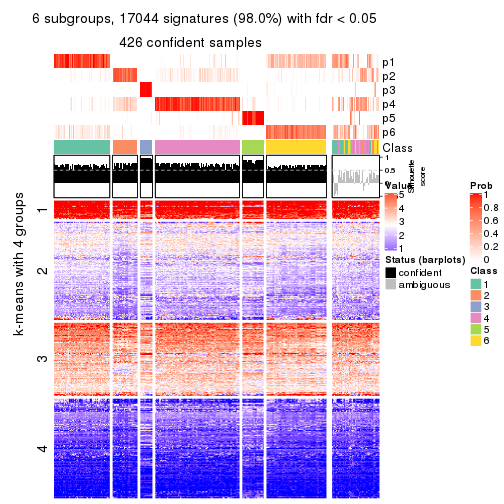 6 subgroups, 17044 signatures (98.0%) with fdr < 0.05
426 confident samples
p1
p2
p3
p4
p5
p6
Class
1
0.5
0
Silhouette
score
k-means with 4 groups
1
2
3
4
Value
5
4
3
2
1
Status (barplots)
confident
ambiguous
Prob
1
0.8
0.6
0.4
0.2
0
Class
1
2
3
4
5
6